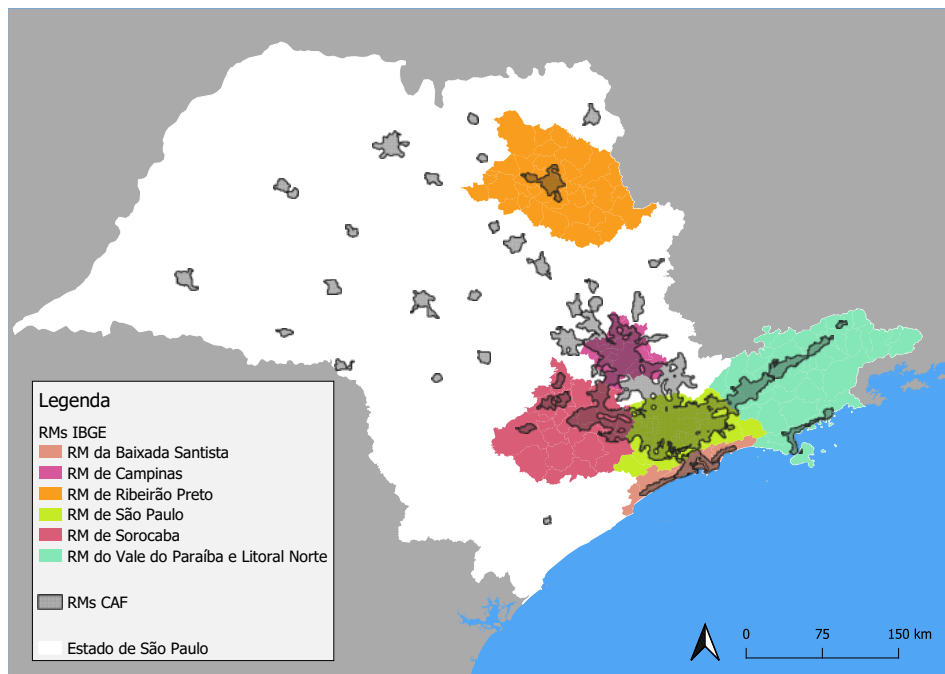 Legenda
RMs IBGE
RM da Baixada Santista
RM de Campinas
RM de Ribeirão Preto
RM de São Paulo
RM de Sorocaba
RM do Vale do Paraíba e Litoral Norte
RMs CAF
Estado de São Paulo
0 75 150 km